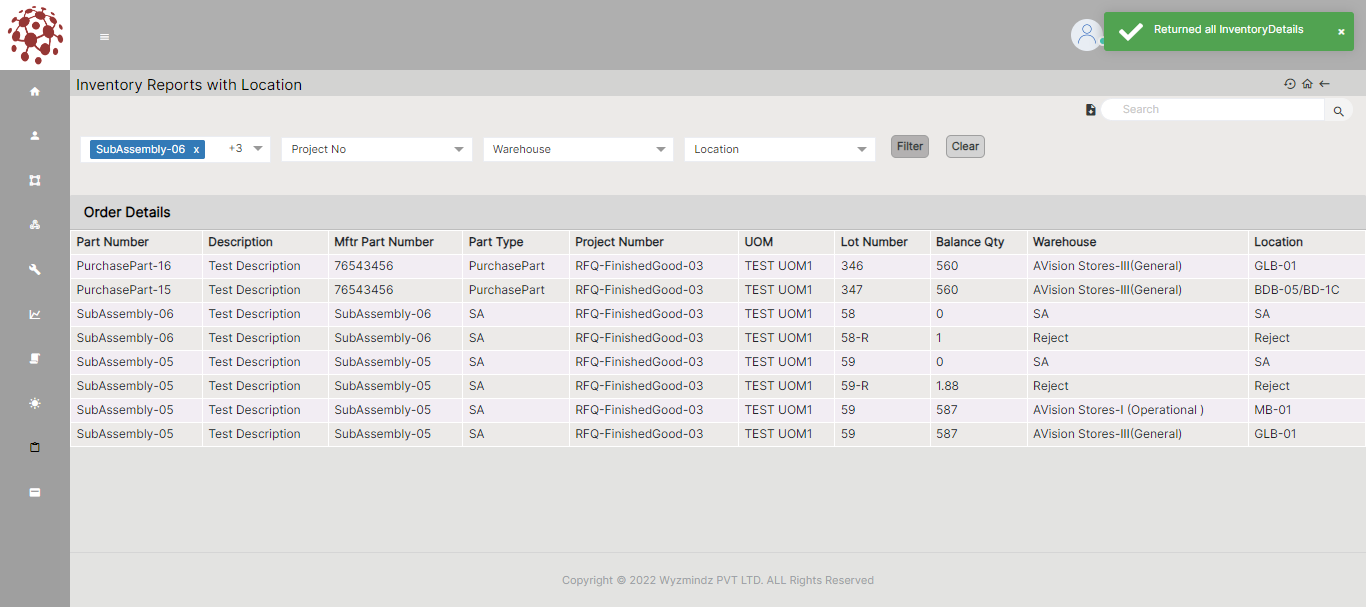 Returned all InventoryDetails ×
Inventory Reports with Location
Search
SubAssembly-06 x +3 Project No Warehouse Location Filter Clear
Order Details
Part Number Description Mftr Part Number Part Type Project Number UOM Lot Number Balance Qty Warehouse Location
PurchasePart-16 Test Description 76543456 PurchasePart RFQ-FinishedGood-03 TEST UOM1 346 560 AVision Stores-III(General) GLB-01
PurchasePart-15 Test Description 76543456 PurchasePart RFQ-FinishedGood-03 TEST UOM1 347 560 AVision Stores-III(General) BDB-05/BD-1C
SubAssembly-06 Test Description SubAssembly-06 SA RFQ-FinishedGood-03 TEST UOM1 58 0 SA SA
SubAssembly-06 Test Description SubAssembly-06 SA RFQ-FinishedGood-03 TEST UOM1 58-R 1 Reject Reject
SubAssembly-05 Test Description SubAssembly-05 SA RFQ-FinishedGood-03 TEST UOM1 59 0 SA SA
SubAssembly-05 Test Description SubAssembly-05 SA RFQ-FinishedGood-03 TEST UOM1 59-R 1.88 Reject Reject
SubAssembly-05 Test Description SubAssembly-05 SA RFQ-FinishedGood-03 TEST UOM1 59 587 AVision Stores-I (Operational ) MB-01
SubAssembly-05 Test Description SubAssembly-05 SA RFQ-FinishedGood-03 TEST UOM1 59 587 AVision Stores-III(General) GLB-01
Copyright © 2022 Wyzmindz PVT LTD. ALL Rights Reserved